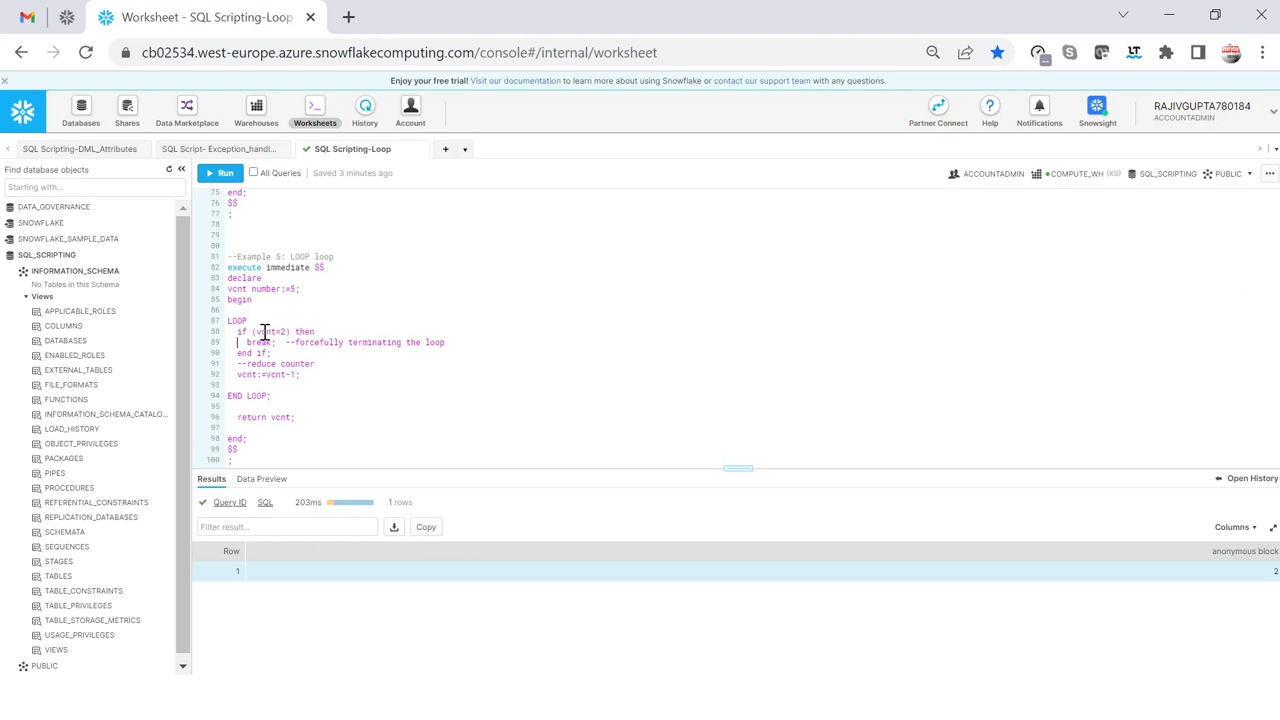 Worksheet - SQL Scripting-Loop
cb02534.west-europe.azure.snowflakecomputing.com/console#/internal/worksheet
Enjoy your free trial! Visit our documentation to learn more about using Snowflake or contact our support team with any questions.
Databases
Shares
Data Marketplace
Warehouses
Worksheets
History
Account
Partner Connect
Help
Notifications
Snowsight
RAJIVGUPTA780184
ACCOUNTADMIN
SQL Scripting-DML_Attributes
SQL Script- Exception_handl...
SQL Scripting-Loop
Find database objects
Starting with...
DATA_GOVERNANCE
SNOWFLAKE
SNOWFLAKE_SAMPLE_DATA
SQL_SCRIPTING
INFORMATION_SCHEMA
No Tables in this Schema
Views
APPLICABLE_ROLES
COLUMNS
DATABASES
ENABLED_ROLES
EXTERNAL_TABLES
FILE_FORMATS
FUNCTIONS
INFORMATION_SCHEMA_CATALO...
LOAD_HISTORY
OBJECT_PRIVILEGES
PACKAGES
PIPES
PROCEDURES
REFERENTIAL_CONSTRAINTS
REPLICATION_DATABASES
SCHEMATA
SEQUENCES
STAGES
TABLES
TABLE_CONSTRAINTS
TABLE_PRIVILEGES
TABLE_STORAGE_METRICS
USAGE_PRIVILEGES
VIEWS
PUBLIC
Run
All Queries
Saved 3 minutes ago
ACCOUNTADMIN
COMPUTE_WH (XS)
SQL_SCRIPTING
PUBLIC
75 end;
76 $$
77 ;
78
79
80
81 --Example 5: LOOP loop
82 execute immediate $$
83 declare
84 vcnt number:=5;
85 begin
86
87 LOOP
88 if (vcnt=2) then
89 break; --forcefully terminating the loop
90 end if;
91 --reduce counter
92 vcnt:=vcnt-1;
93
94 END LOOP;
95
96 return vcnt;
97
98 end;
99 $$
100 ;
Results
Data Preview
Open History
Query ID
SQL
203ms
1 rows
Filter result...
Copy
Columns
Row
anonymous block
1
2